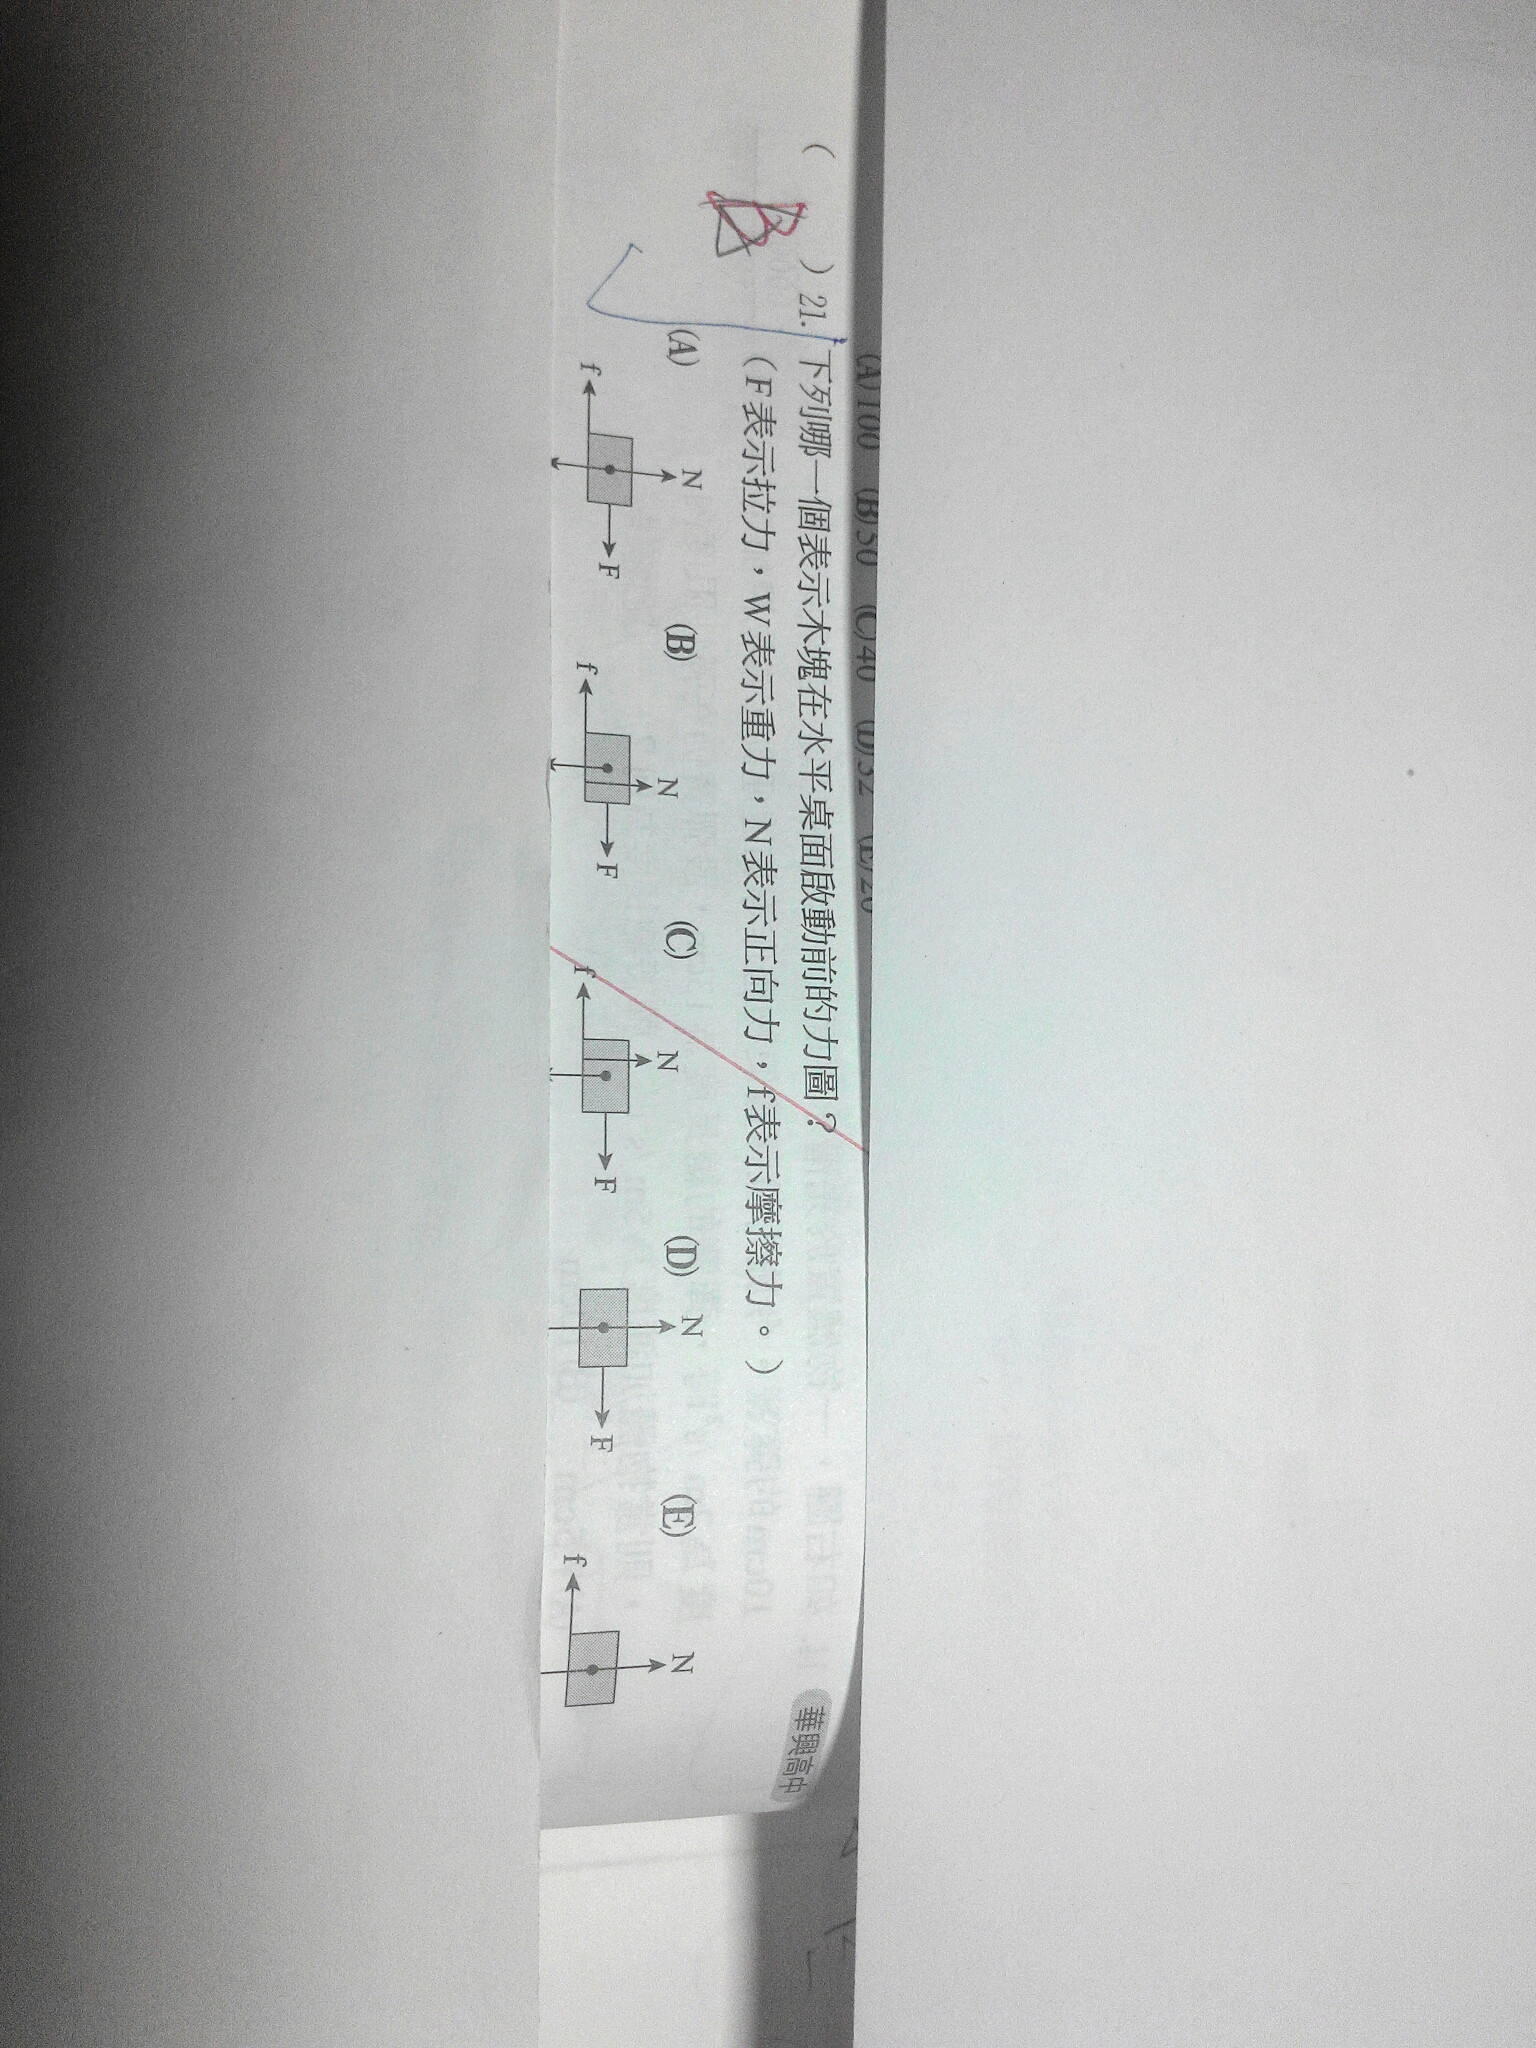 (A)100 (B)50 (C)40 (D)32 (E)20
( B ) 21. 下列哪一個表示木塊在水平桌面啟動前的力圖？
(F表示拉力，W表示重力，N表示正向力，f表示摩擦力。)
(A) (B) (C) (D) (E)
N N N N N
f F f F f F F f
華興高中